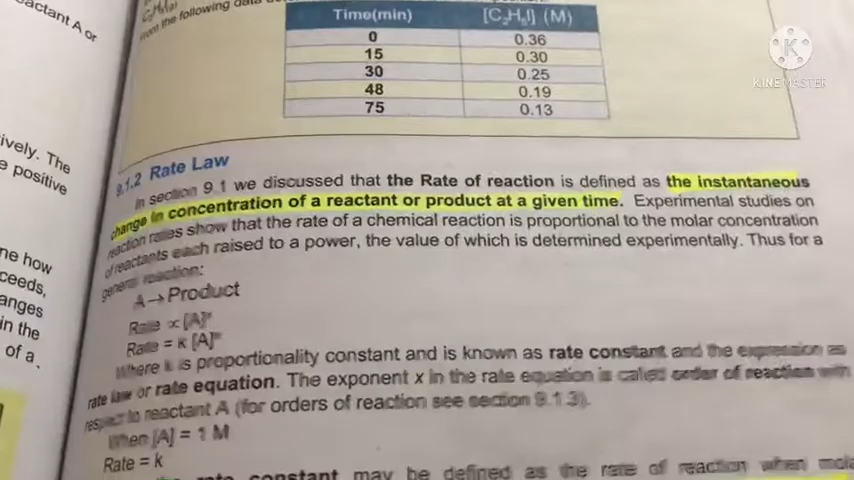 actant A or
from the following data
Time(min) [C₂H₅I] (M)
0 0.36
15 0.30
30 0.25
48 0.19
75 0.13
KINEMASTER
ively. The
e positive
9.1.2 Rate Law
In section 9.1 we discussed that the Rate of reaction is defined as the instantaneous
change in concentration of a reactant or product at a given time. Experimental studies on
reaction rates show that the rate of a chemical reaction is proportional to the molar concentration
of reactants each raised to a power, the value of which is determined experimentally. Thus for a
general reaction:
A → Product
Rate ∝ [A]ˣ
Rate = k [A]ˣ
Where k is proportionality constant and is known as rate constant and the expression as
rate law or rate equation. The exponent x in the rate equation is called order of reaction with
respect to reactant A (for orders of reaction see section 9.1.3).
When [A] = 1 M
Rate = k
rate constant may be defined as the rate of reaction when
ne how
ceeds,
anges
in the
of a